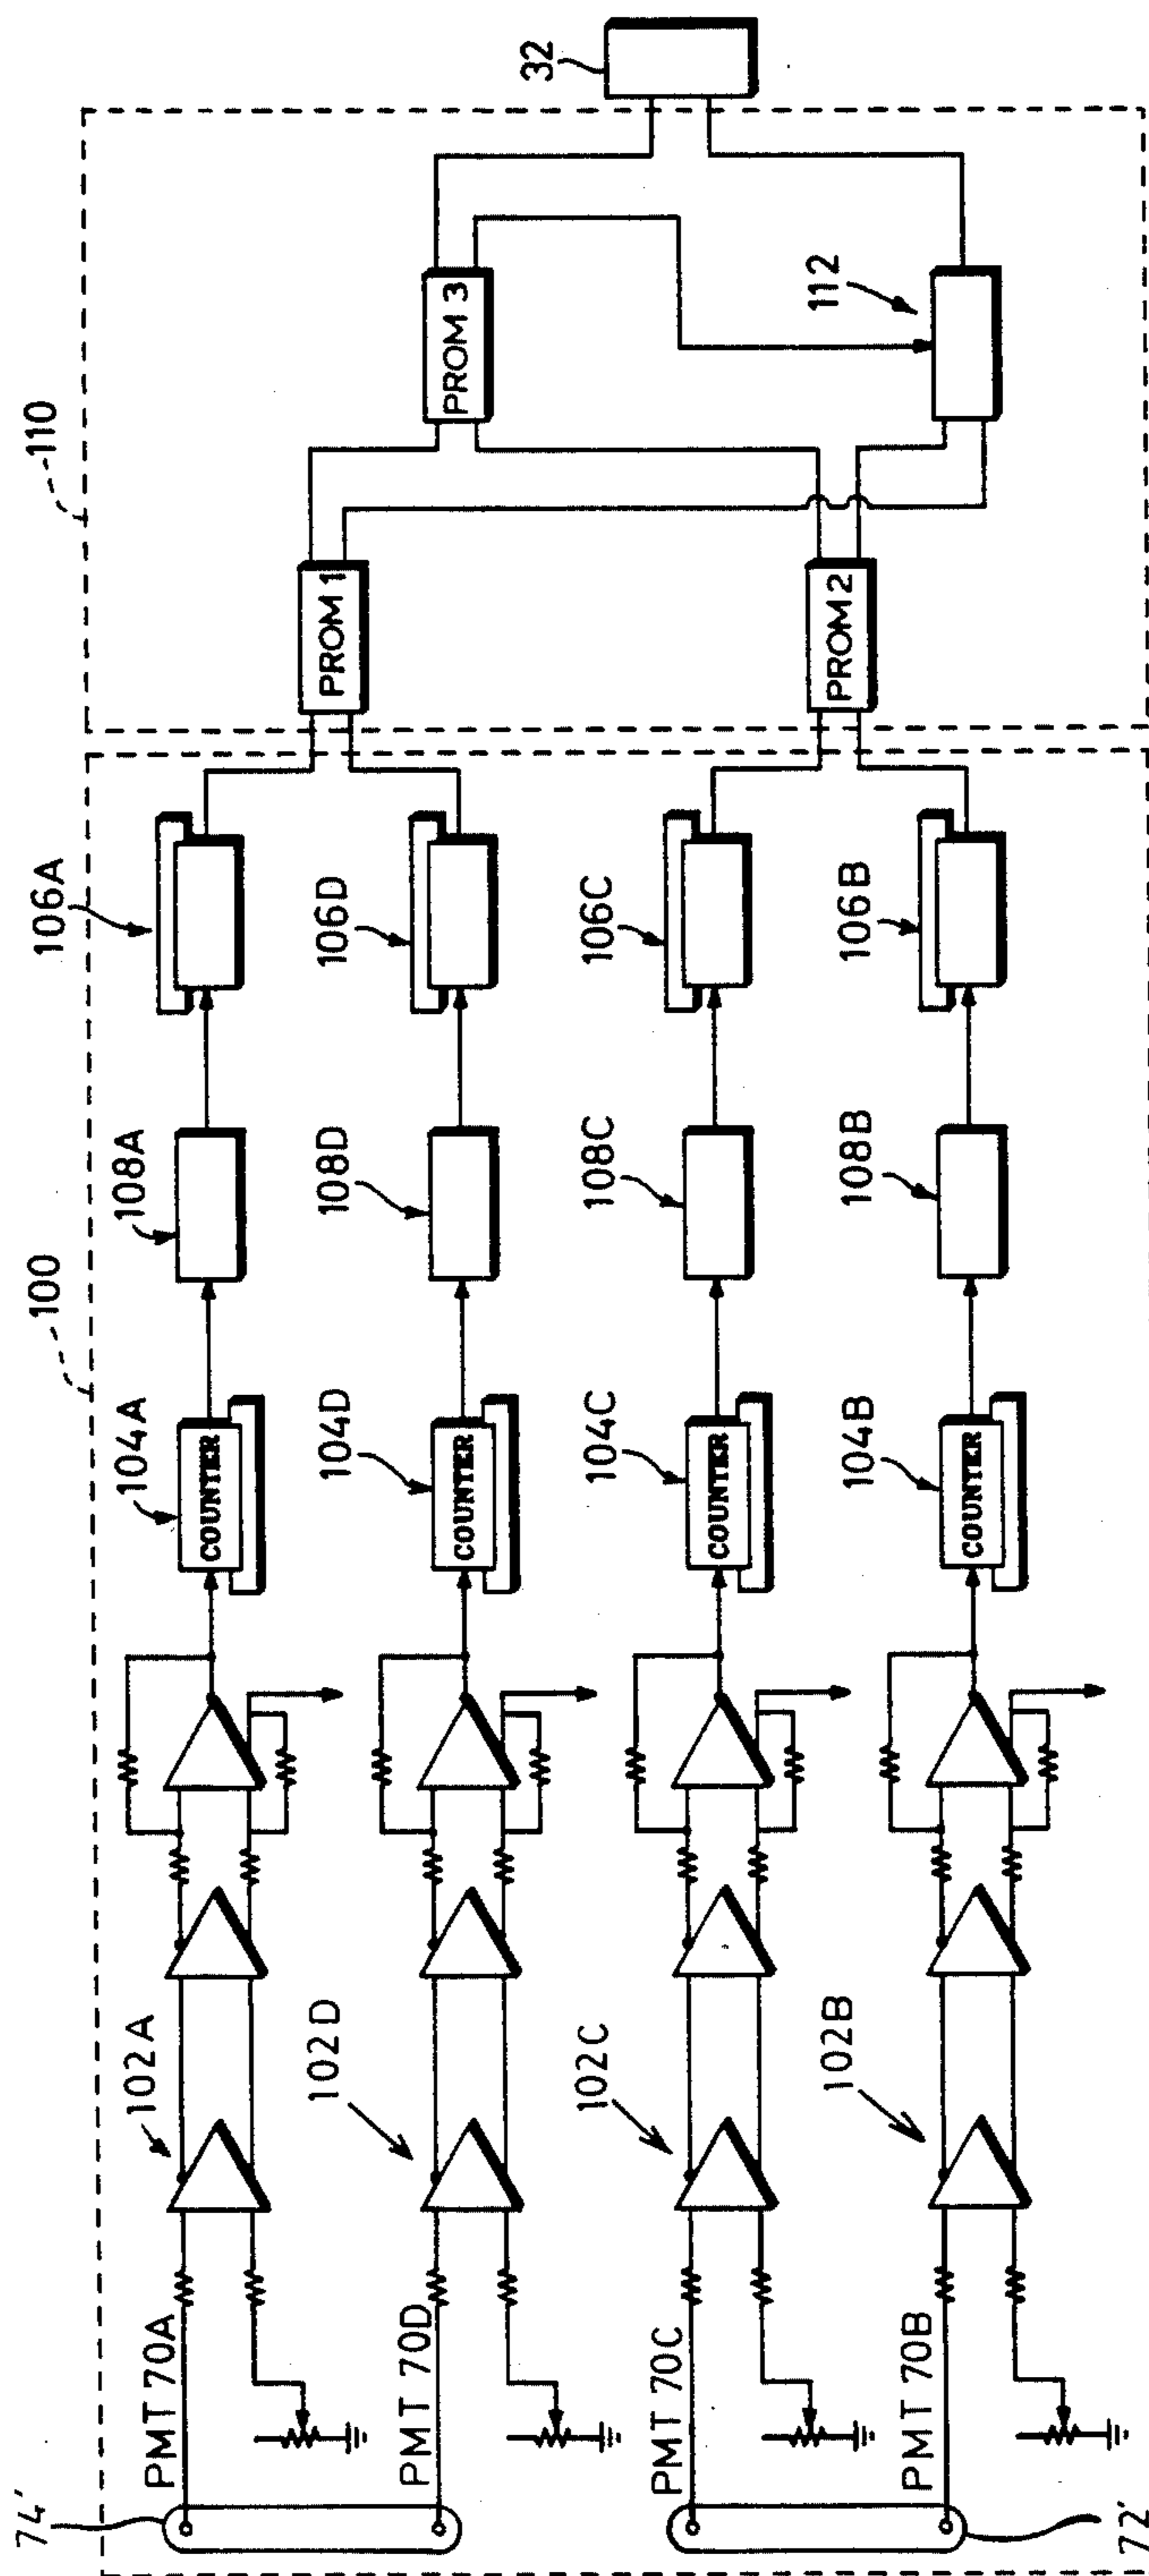 100
110
74'
PMT 70A
102A
COUNTER
104A
108A
106A
PROM 1
PMT 70D
102D
COUNTER
104D
108D
106D
PROM 3
32
PMT 70C
102C
COUNTER
104C
108C
106C
PROM 2
112
PMT 70B
102B
COUNTER
104B
108B
106B
72'